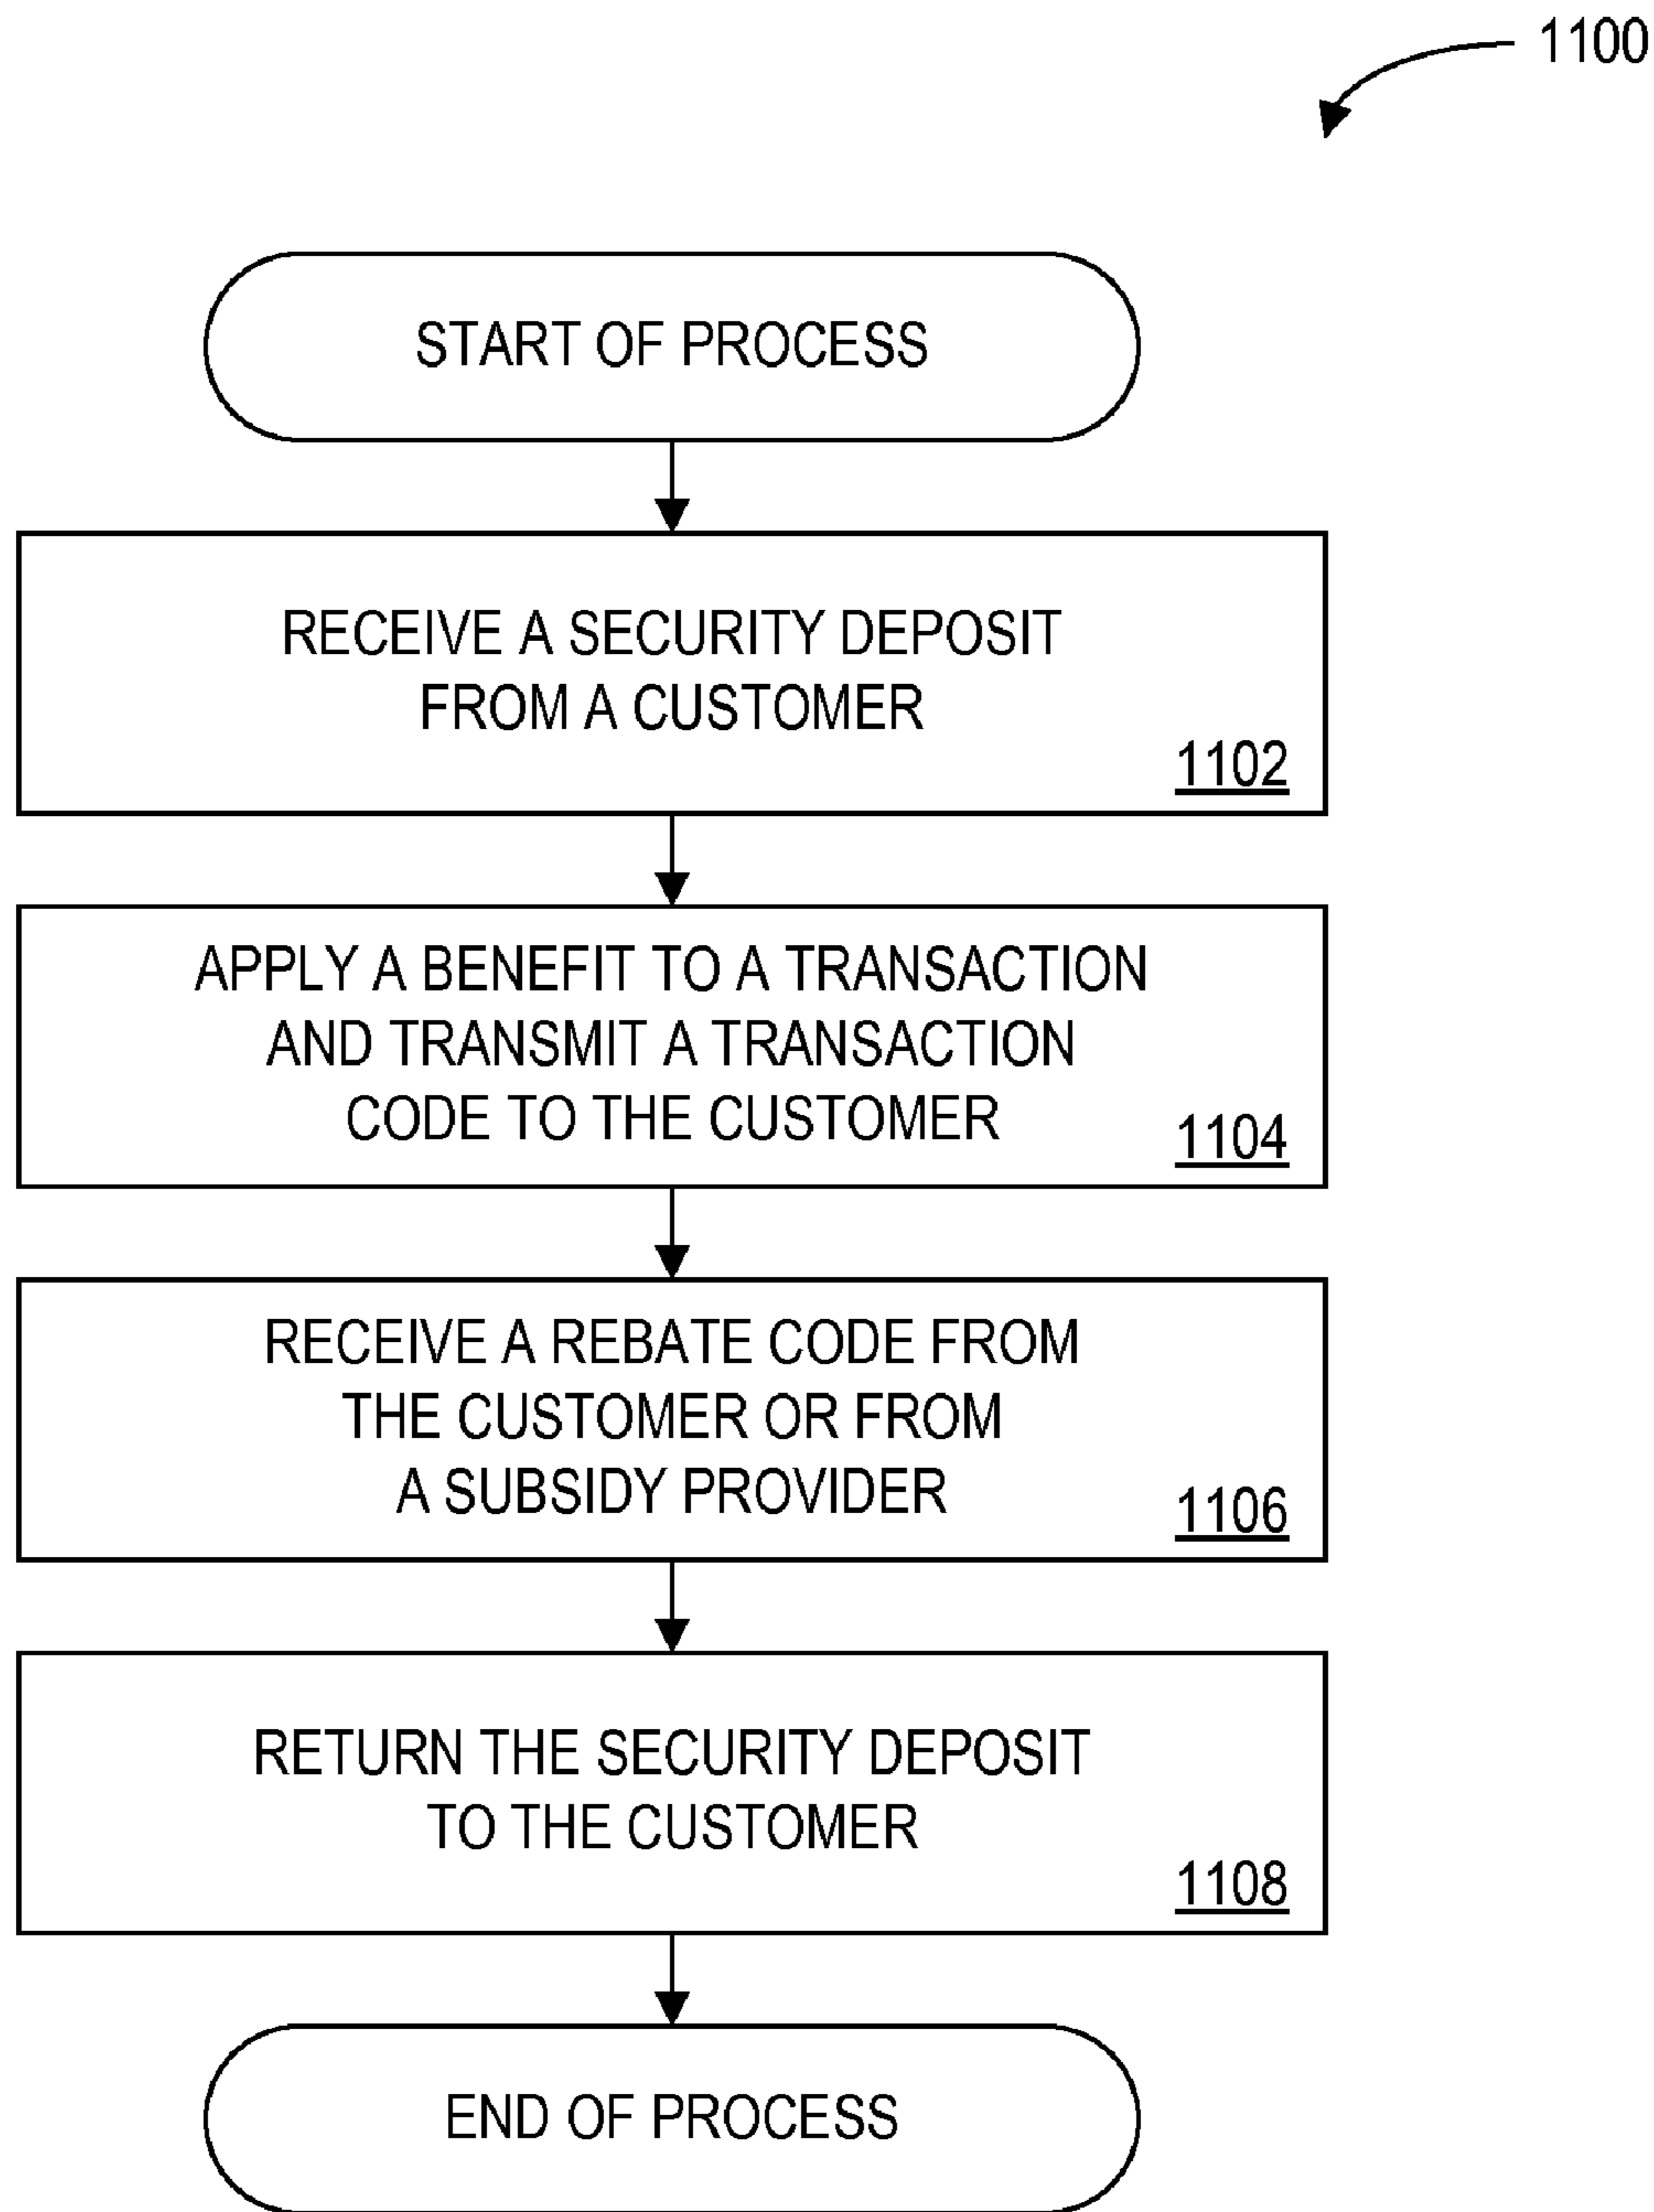 1100
START OF PROCESS
RECEIVE A SECURITY DEPOSIT
FROM A CUSTOMER
1102
APPLY A BENEFIT TO A TRANSACTION
AND TRANSMIT A TRANSACTION
CODE TO THE CUSTOMER
1104
RECEIVE A REBATE CODE FROM
THE CUSTOMER OR FROM
A SUBSIDY PROVIDER
1106
RETURN THE SECURITY DEPOSIT
TO THE CUSTOMER
1108
END OF PROCESS